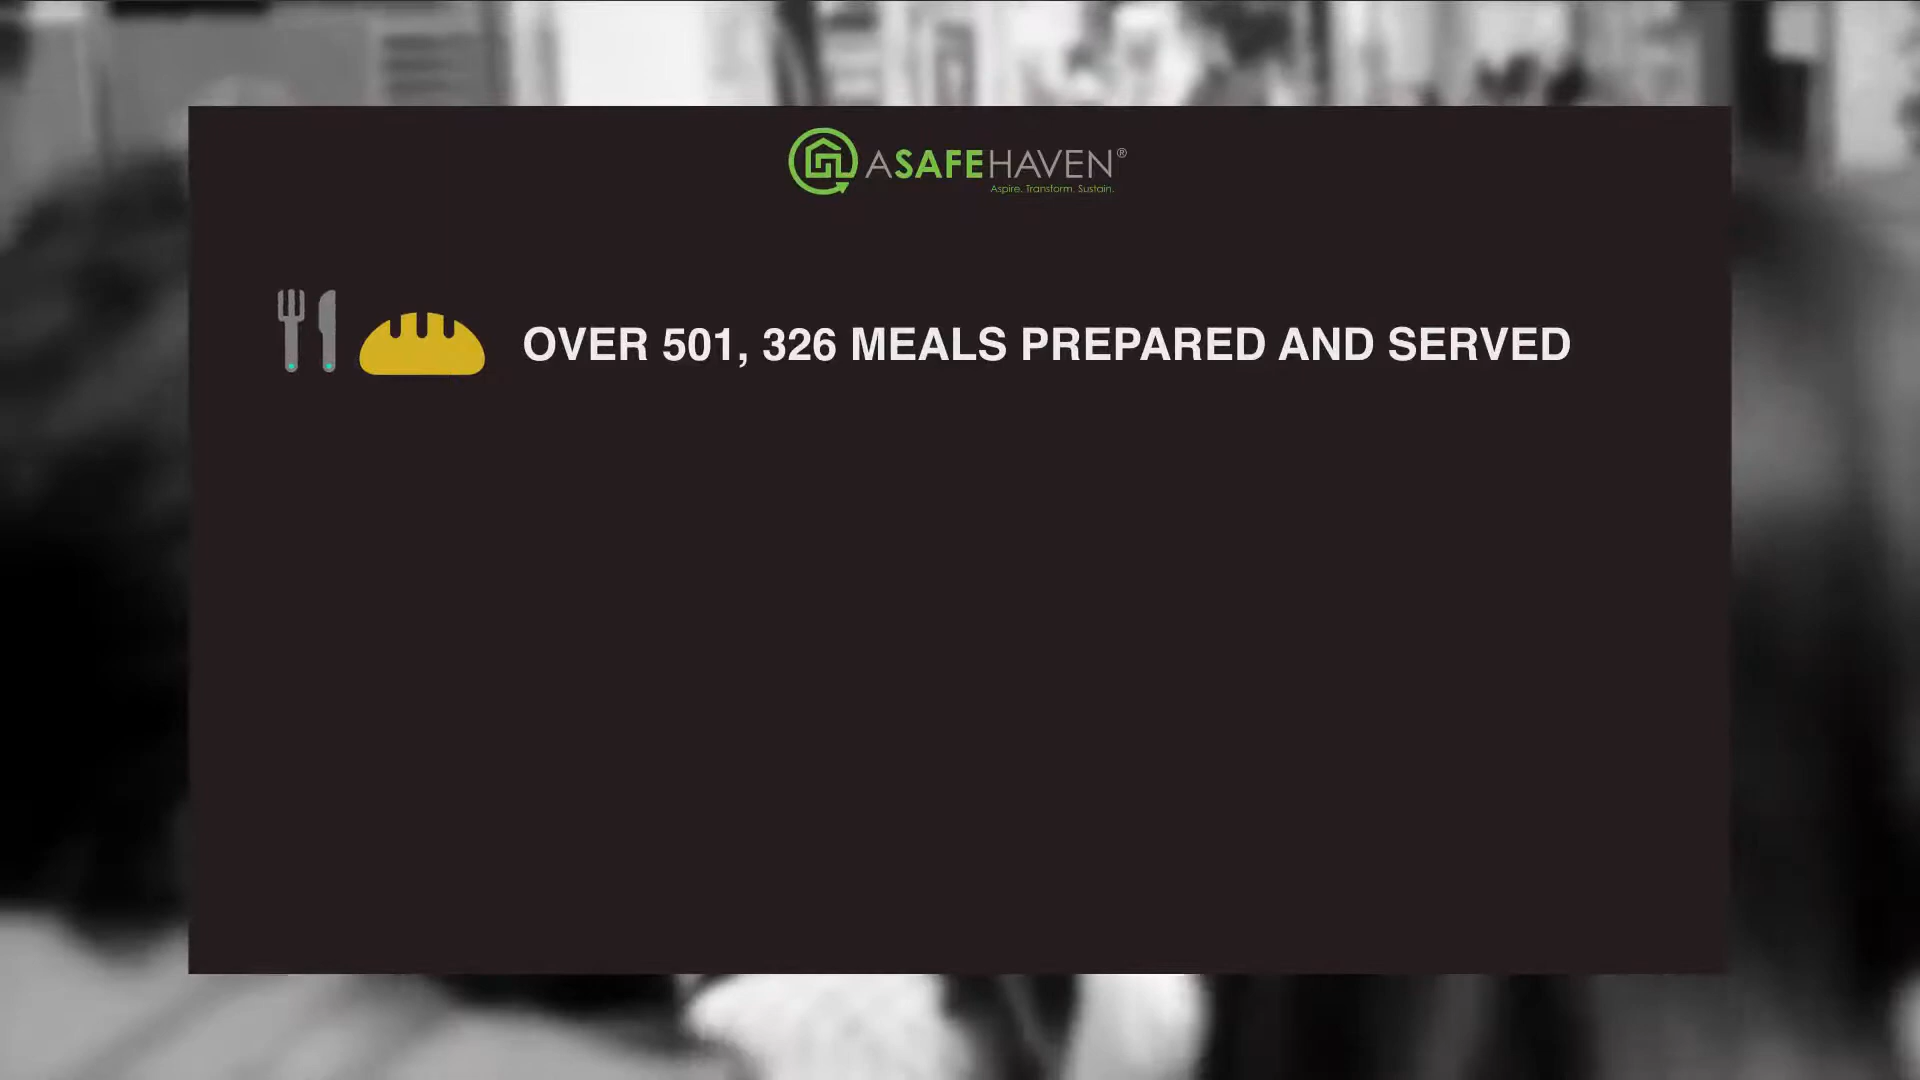 ASAFEHAVEN®
Aspire. Transform. Sustain.
OVER 501, 326 MEALS PREPARED AND SERVED